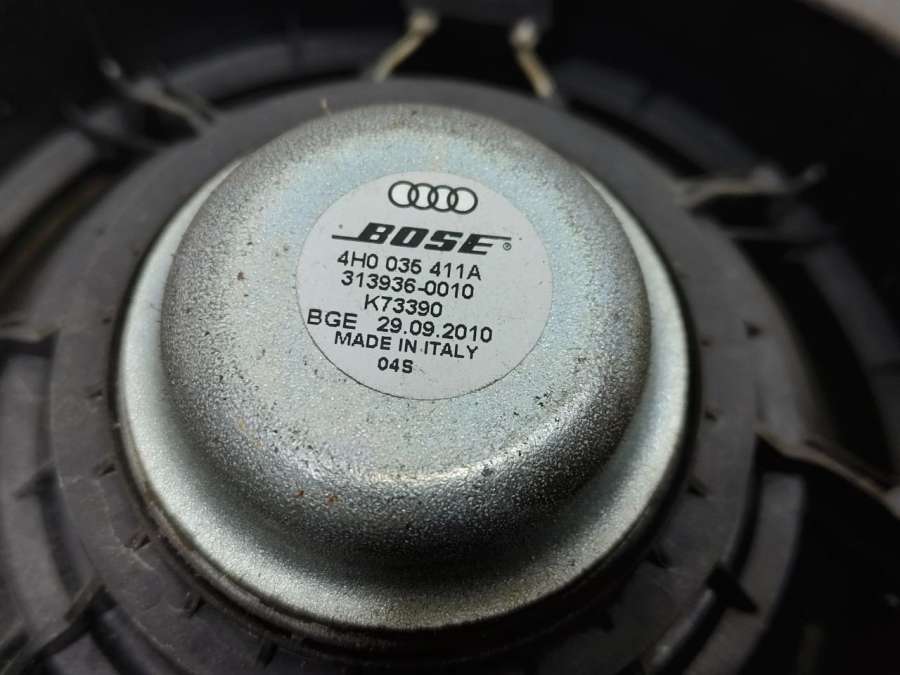 BOSE®
4H0 035 411A
313936-0010
K73390
BGE 29.09.2010
MADE IN ITALY
04S